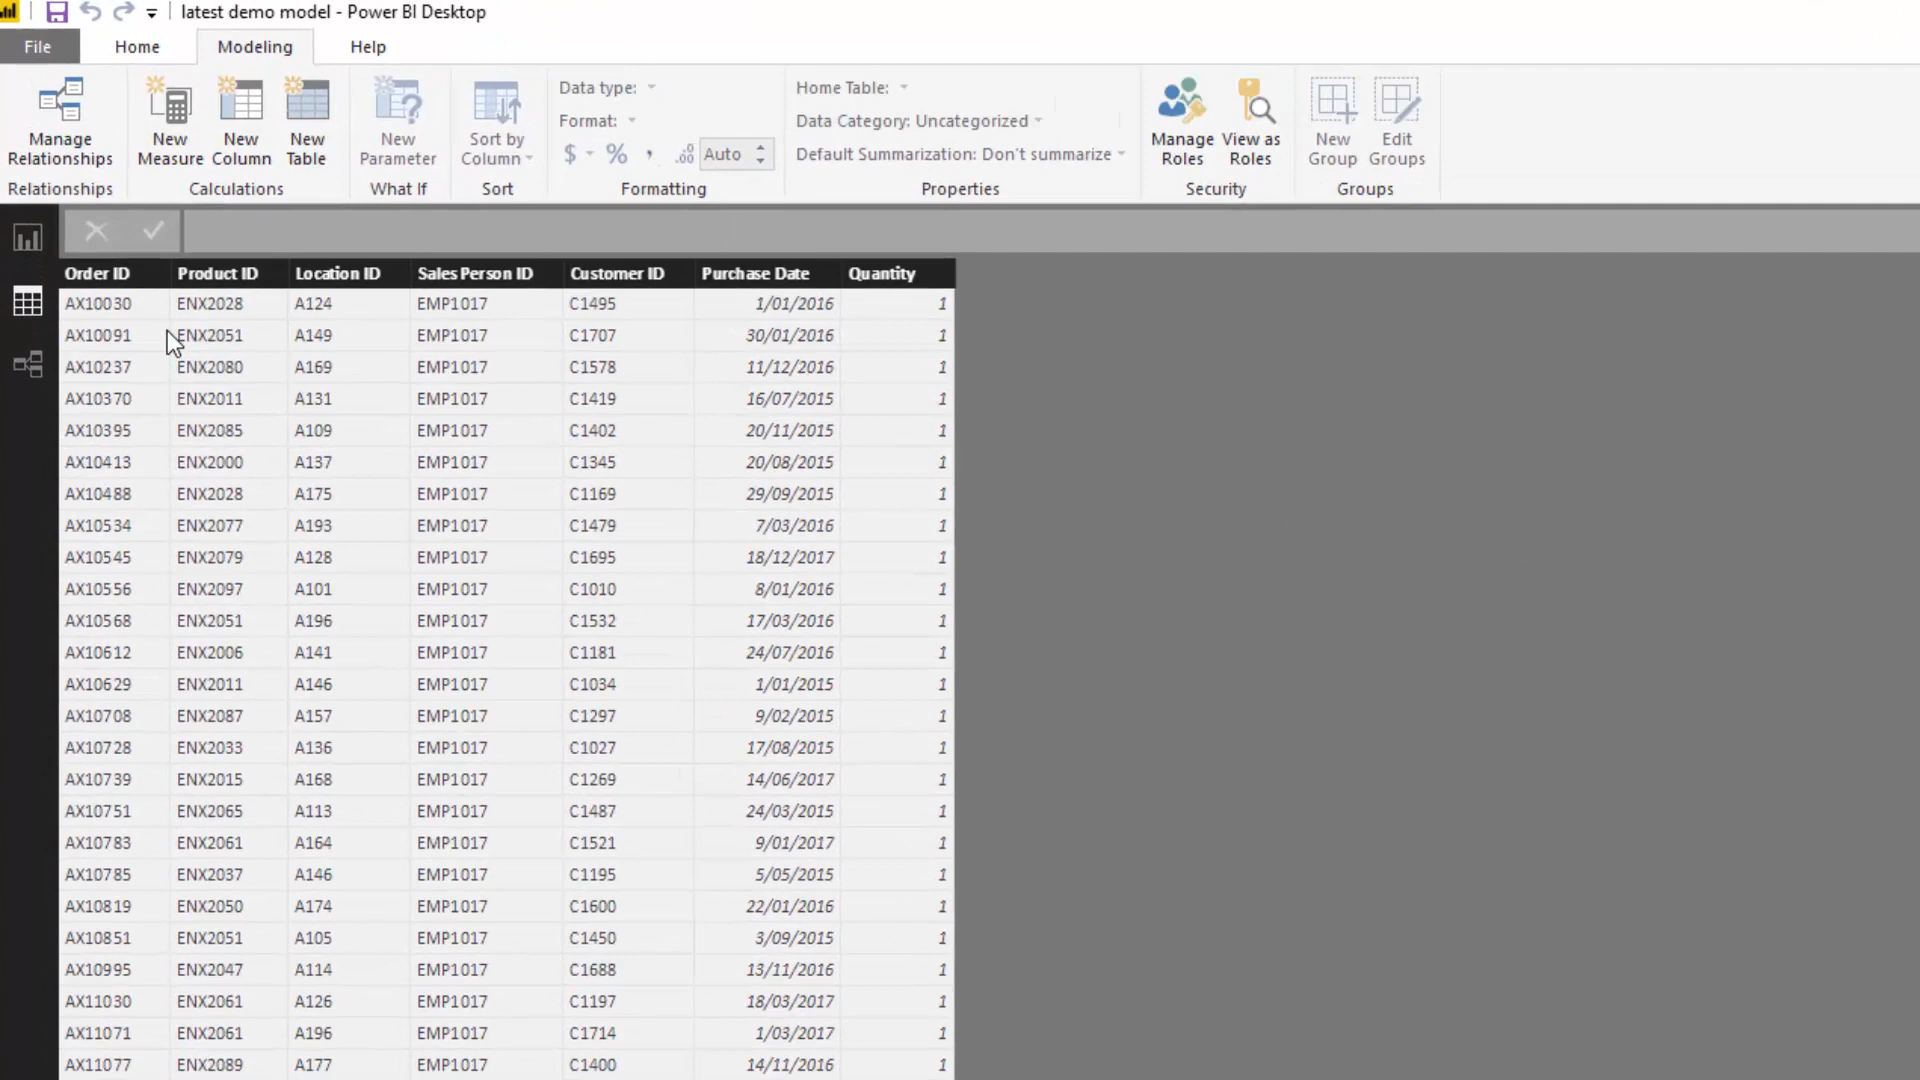 latest demo model - Power BI Desktop
File Home Modeling Help
Manage Relationships
New Measure
New Column
New Table
New Parameter
Sort by Column
Data type:
Format:
$ % , .00 Auto
Home Table:
Data Category: Uncategorized
Default Summarization: Don't summarize
Manage Roles
View as Roles
New Group
Edit Groups
Relationships Calculations What If Sort Formatting Properties Security Groups
Order ID Product ID Location ID Sales Person ID Customer ID Purchase Date Quantity
AX10030 ENX2028 A124 EMP1017 C1495 1/01/2016 1
AX10091 ENX2051 A149 EMP1017 C1707 30/01/2016 1
AX10237 ENX2080 A169 EMP1017 C1578 11/12/2016 1
AX10370 ENX2011 A131 EMP1017 C1419 16/07/2015 1
AX10395 ENX2085 A109 EMP1017 C1402 20/11/2015 1
AX10413 ENX2000 A137 EMP1017 C1345 20/08/2015 1
AX10488 ENX2028 A175 EMP1017 C1169 29/09/2015 1
AX10534 ENX2077 A193 EMP1017 C1479 7/03/2016 1
AX10545 ENX2079 A128 EMP1017 C1695 18/12/2017 1
AX10556 ENX2097 A101 EMP1017 C1010 8/01/2016 1
AX10568 ENX2051 A196 EMP1017 C1532 17/03/2016 1
AX10612 ENX2006 A141 EMP1017 C1181 24/07/2016 1
AX10629 ENX2011 A146 EMP1017 C1034 1/01/2015 1
AX10708 ENX2087 A157 EMP1017 C1297 9/02/2015 1
AX10728 ENX2033 A136 EMP1017 C1027 17/08/2015 1
AX10739 ENX2015 A168 EMP1017 C1269 14/06/2017 1
AX10751 ENX2065 A113 EMP1017 C1487 24/03/2015 1
AX10783 ENX2061 A164 EMP1017 C1521 9/01/2017 1
AX10785 ENX2037 A146 EMP1017 C1195 5/05/2015 1
AX10819 ENX2050 A174 EMP1017 C1600 22/01/2016 1
AX10851 ENX2051 A105 EMP1017 C1450 3/09/2015 1
AX10995 ENX2047 A114 EMP1017 C1688 13/11/2016 1
AX11030 ENX2061 A126 EMP1017 C1197 18/03/2017 1
AX11071 ENX2061 A196 EMP1017 C1714 1/03/2017 1
AX11077 ENX2089 A177 EMP1017 C1400 14/11/2016 1